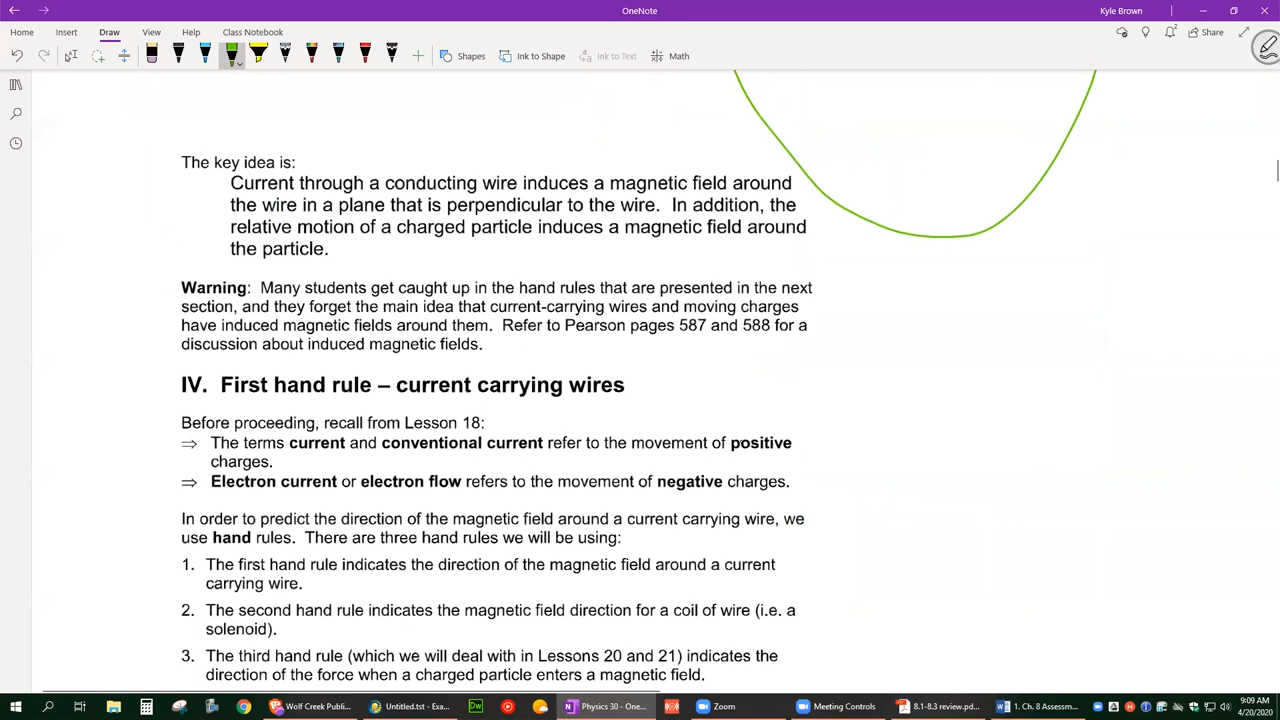 OneNote
Kyle Brown
Home Insert Draw View Help Class Notebook
Share
Shapes Ink to Shape Ink to Text Math
The key idea is:
Current through a conducting wire induces a magnetic field around
the wire in a plane that is perpendicular to the wire. In addition, the
relative motion of a charged particle induces a magnetic field around
the particle.
Warning: Many students get caught up in the hand rules that are presented in the next
section, and they forget the main idea that current-carrying wires and moving charges
have induced magnetic fields around them. Refer to Pearson pages 587 and 588 for a
discussion about induced magnetic fields.
IV. First hand rule – current carrying wires
Before proceeding, recall from Lesson 18:
⇒ The terms current and conventional current refer to the movement of positive
charges.
⇒ Electron current or electron flow refers to the movement of negative charges.
In order to predict the direction of the magnetic field around a current carrying wire, we
use hand rules. There are three hand rules we will be using:
1. The first hand rule indicates the direction of the magnetic field around a current
carrying wire.
2. The second hand rule indicates the magnetic field direction for a coil of wire (i.e. a
solenoid).
3. The third hand rule (which we will deal with in Lessons 20 and 21) indicates the
direction of the force when a charged particle enters a magnetic field.
Wolf Creek Publi... Untitled.tst - Exa... Dw Physics 30 - One... Zoom Meeting Controls 8.1-8.3 review.pd... 1. Ch. 8 Assessm...
9:09 AM
4/20/2020